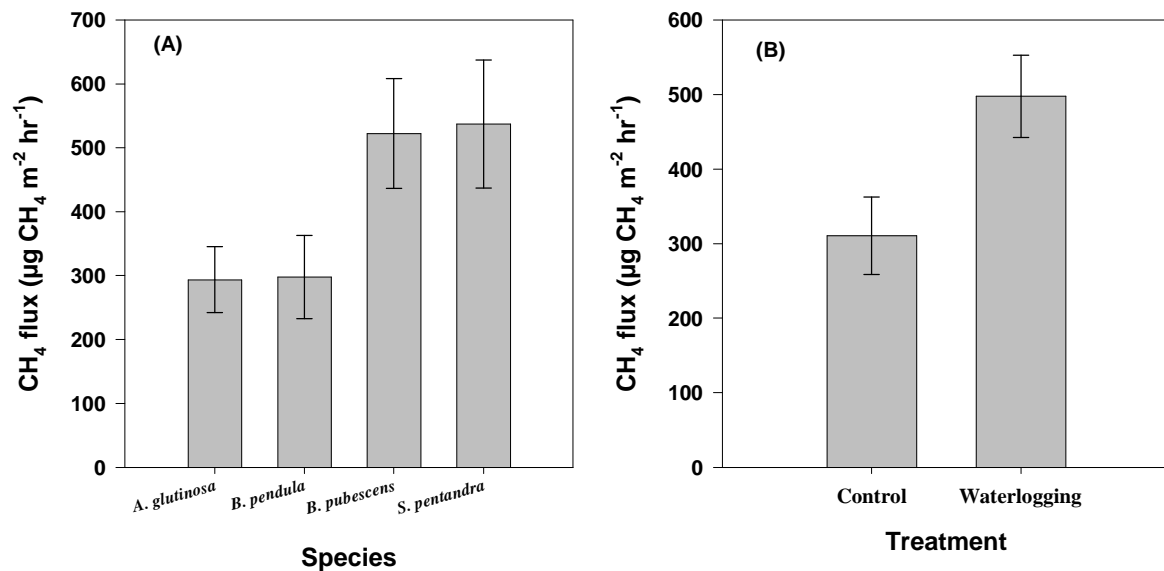 (A)
CH₄ flux (µg CH₄ m⁻² hr⁻¹)
700
600
500
400
300
200
100
0
A. glutinosa
B. pendula
B. pubescens
S. pentandra
Species
(B)
CH₄ flux (µg CH₄ m⁻² hr⁻¹)
600
500
400
300
200
100
0
Control
Waterlogging
Treatment